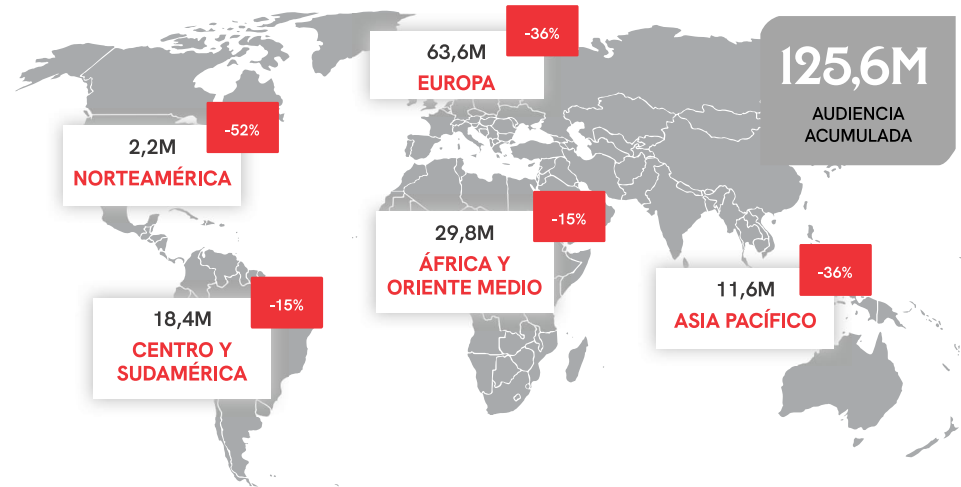 -36%
63,6M
EUROPA
125,6M
AUDIENCIA
ACUMULADA
-52%
2,2M
NORTEAMÉRICA
-15%
29,8M
ÁFRICA Y
ORIENTE MEDIO
-36%
11,6M
ASIA PACÍFICO
-15%
18,4M
CENTRO Y
SUDAMÉRICA